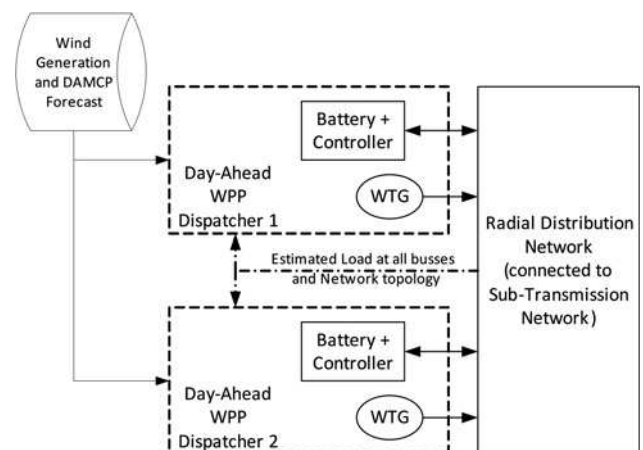 Wind
Generation
and DAMCP
Forecast
Battery +
Controller
Day-Ahead
WPP
Dispatcher 1
WTG
Estimated Load at all busses
and Network topology
Radial Distribution
Network
(connected to
Sub-Transmission
Network)
Battery +
Controller
Day-Ahead
WPP
Dispatcher 2
WTG